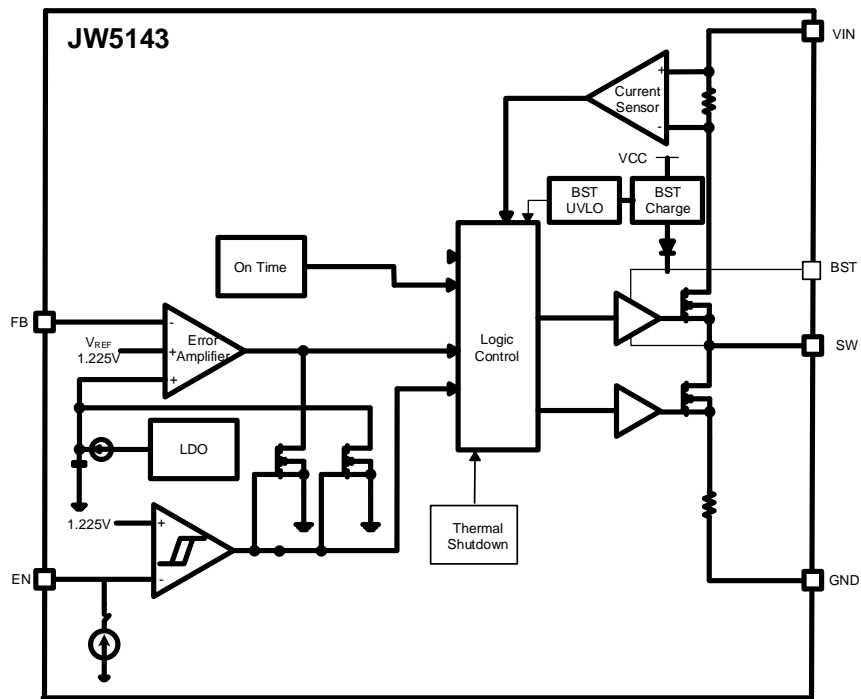 JW5143
VIN
+
Current
Sensor
-
VCC
BST
UVLO
BST
Charge
On Time
BST
FB
-
VREF
1.225V
+
Error
Amplifier
+
Logic
Control
SW
LDO
1.225V
+
Thermal
Shutdown
EN
-
GND